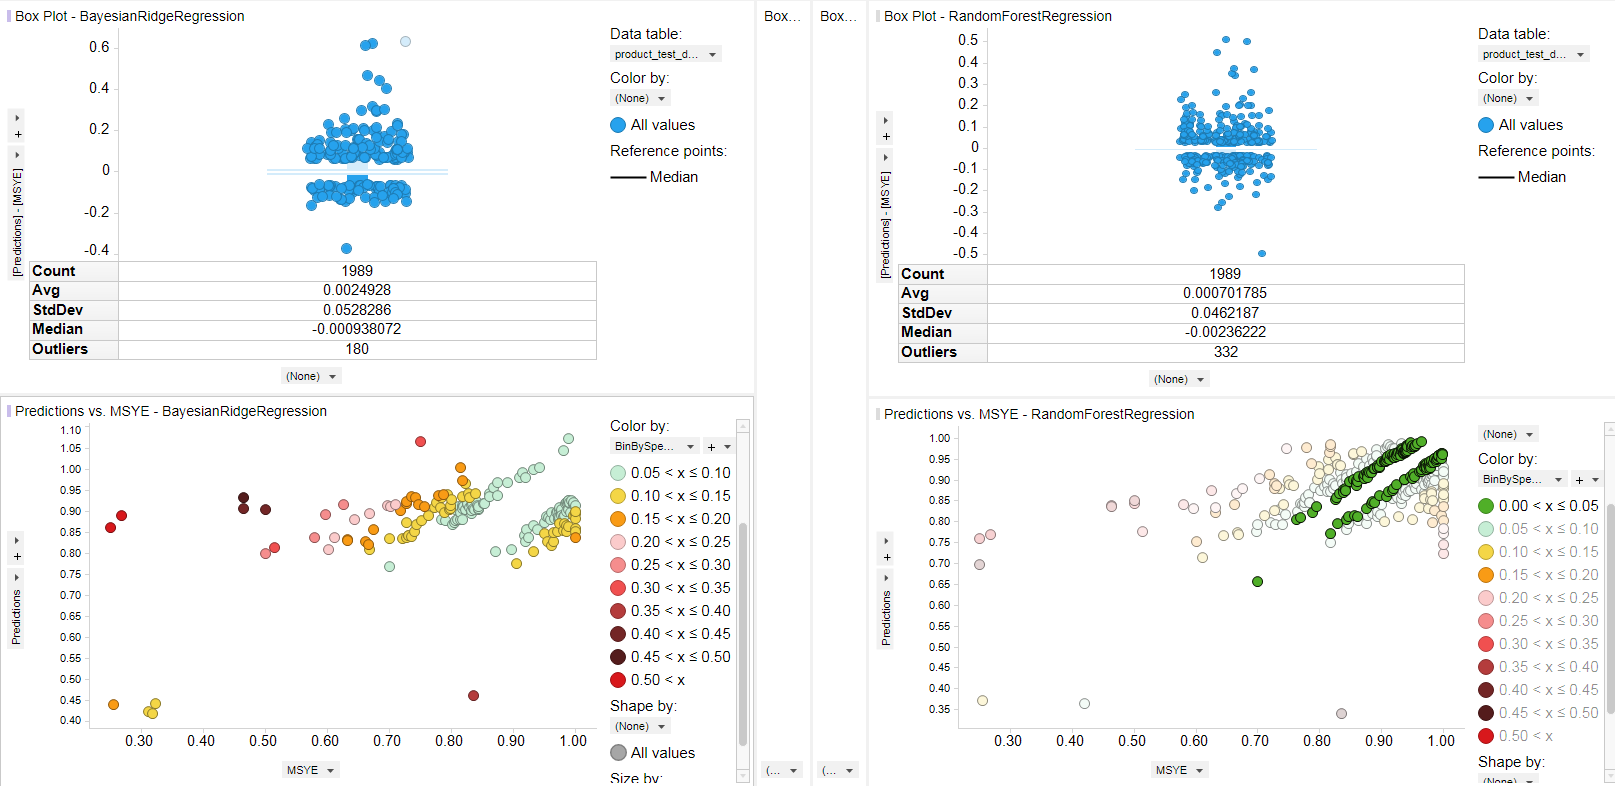 Box Plot - BayesianRidgeRegression
0.6
0.4
0.2
0
-0.2
-0.4
[Predictions] - [MSYE]
+
Data table:
product_test_d...
Color by:
(None)
All values
Reference points:
Median
Count 1989
Avg 0.0024928
StdDev 0.0528286
Median -0.000938072
Outliers 180
(None)
Predictions vs. MSYE - BayesianRidgeRegression
1.10
1.05
1.00
0.95
0.90
0.85
0.80
0.75
0.70
0.65
0.60
0.55
0.50
0.45
0.40
Predictions
+
0.30 0.40 0.50 0.60 0.70 0.80 0.90 1.00
MSYE
Color by:
BinBySpe... +
0.05 < x ≤ 0.10
0.10 < x ≤ 0.15
0.15 < x ≤ 0.20
0.20 < x ≤ 0.25
0.25 < x ≤ 0.30
0.30 < x ≤ 0.35
0.35 < x ≤ 0.40
0.40 < x ≤ 0.45
0.45 < x ≤ 0.50
0.50 < x
Shape by:
(None)
All values
Size by:
Box...
(...
Box...
(...
Box Plot - RandomForestRegression
0.5
0.4
0.3
0.2
0.1
0
-0.1
-0.2
-0.3
-0.4
-0.5
[Predictions] - [MSYE]
+
Data table:
product_test_d...
Color by:
(None)
All values
Reference points:
Median
Count 1989
Avg 0.000701785
StdDev 0.0462187
Median -0.00236222
Outliers 332
(None)
Predictions vs. MSYE - RandomForestRegression
1.00
0.95
0.90
0.85
0.80
0.75
0.70
0.65
0.60
0.55
0.50
0.45
0.40
0.35
Predictions
+
0.30 0.40 0.50 0.60 0.70 0.80 0.90 1.00
MSYE
(None)
Color by:
BinBySpe... +
0.00 < x ≤ 0.05
0.05 < x ≤ 0.10
0.10 < x ≤ 0.15
0.15 < x ≤ 0.20
0.20 < x ≤ 0.25
0.25 < x ≤ 0.30
0.30 < x ≤ 0.35
0.35 < x ≤ 0.40
0.40 < x ≤ 0.45
0.45 < x ≤ 0.50
0.50 < x
Shape by:
(None)